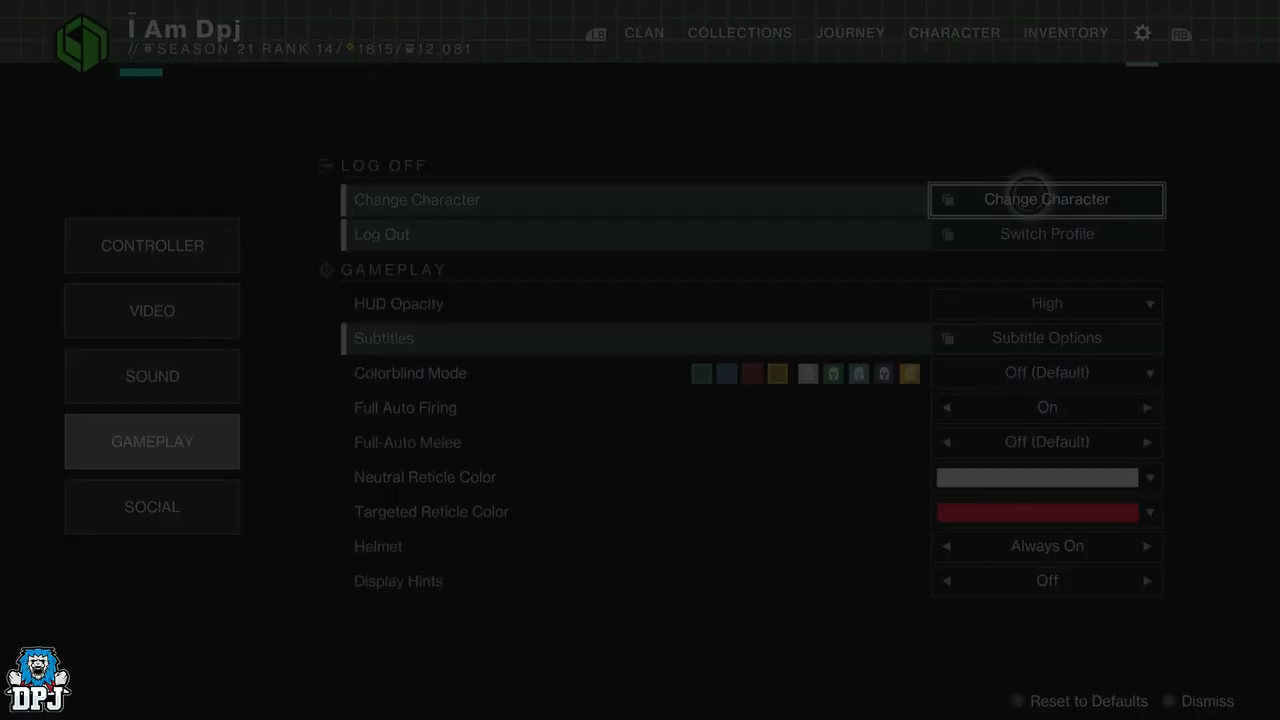 Ī Am Dpj
// SEASON 21 RANK 14/ 1815/ 12,081
LB CLAN COLLECTIONS JOURNEY CHARACTER INVENTORY RB
LOG OFF
Change Character Change Character
Log Out Switch Profile
GAMEPLAY
HUD Opacity High
Subtitles Subtitle Options
Colorblind Mode Off (Default)
Full Auto Firing On
Full-Auto Melee Off (Default)
Neutral Reticle Color
Targeted Reticle Color
Helmet Always On
Display Hints Off
CONTROLLER
VIDEO
SOUND
GAMEPLAY
SOCIAL
DPJ
Reset to Defaults Dismiss